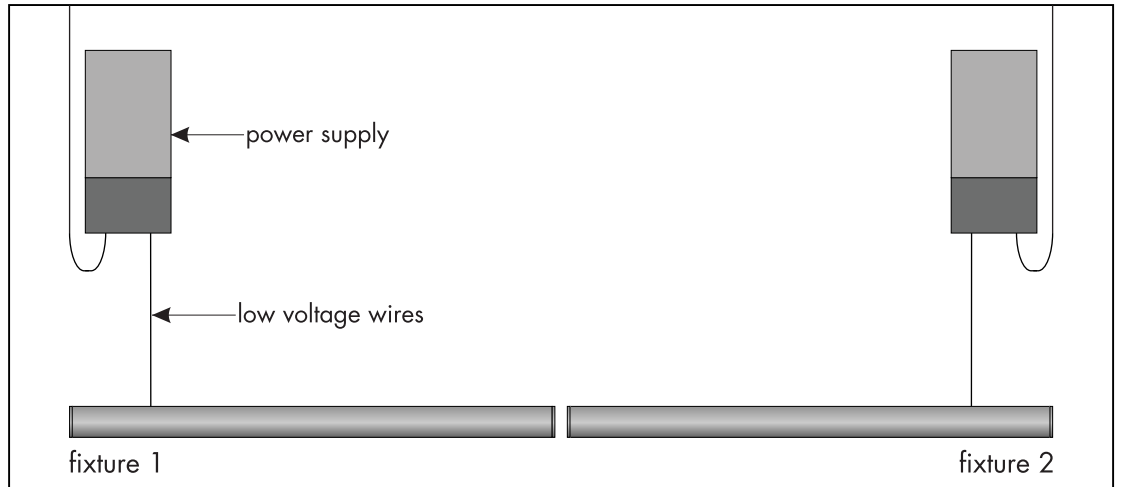 power supply
low voltage wires
fixture 1
fixture 2